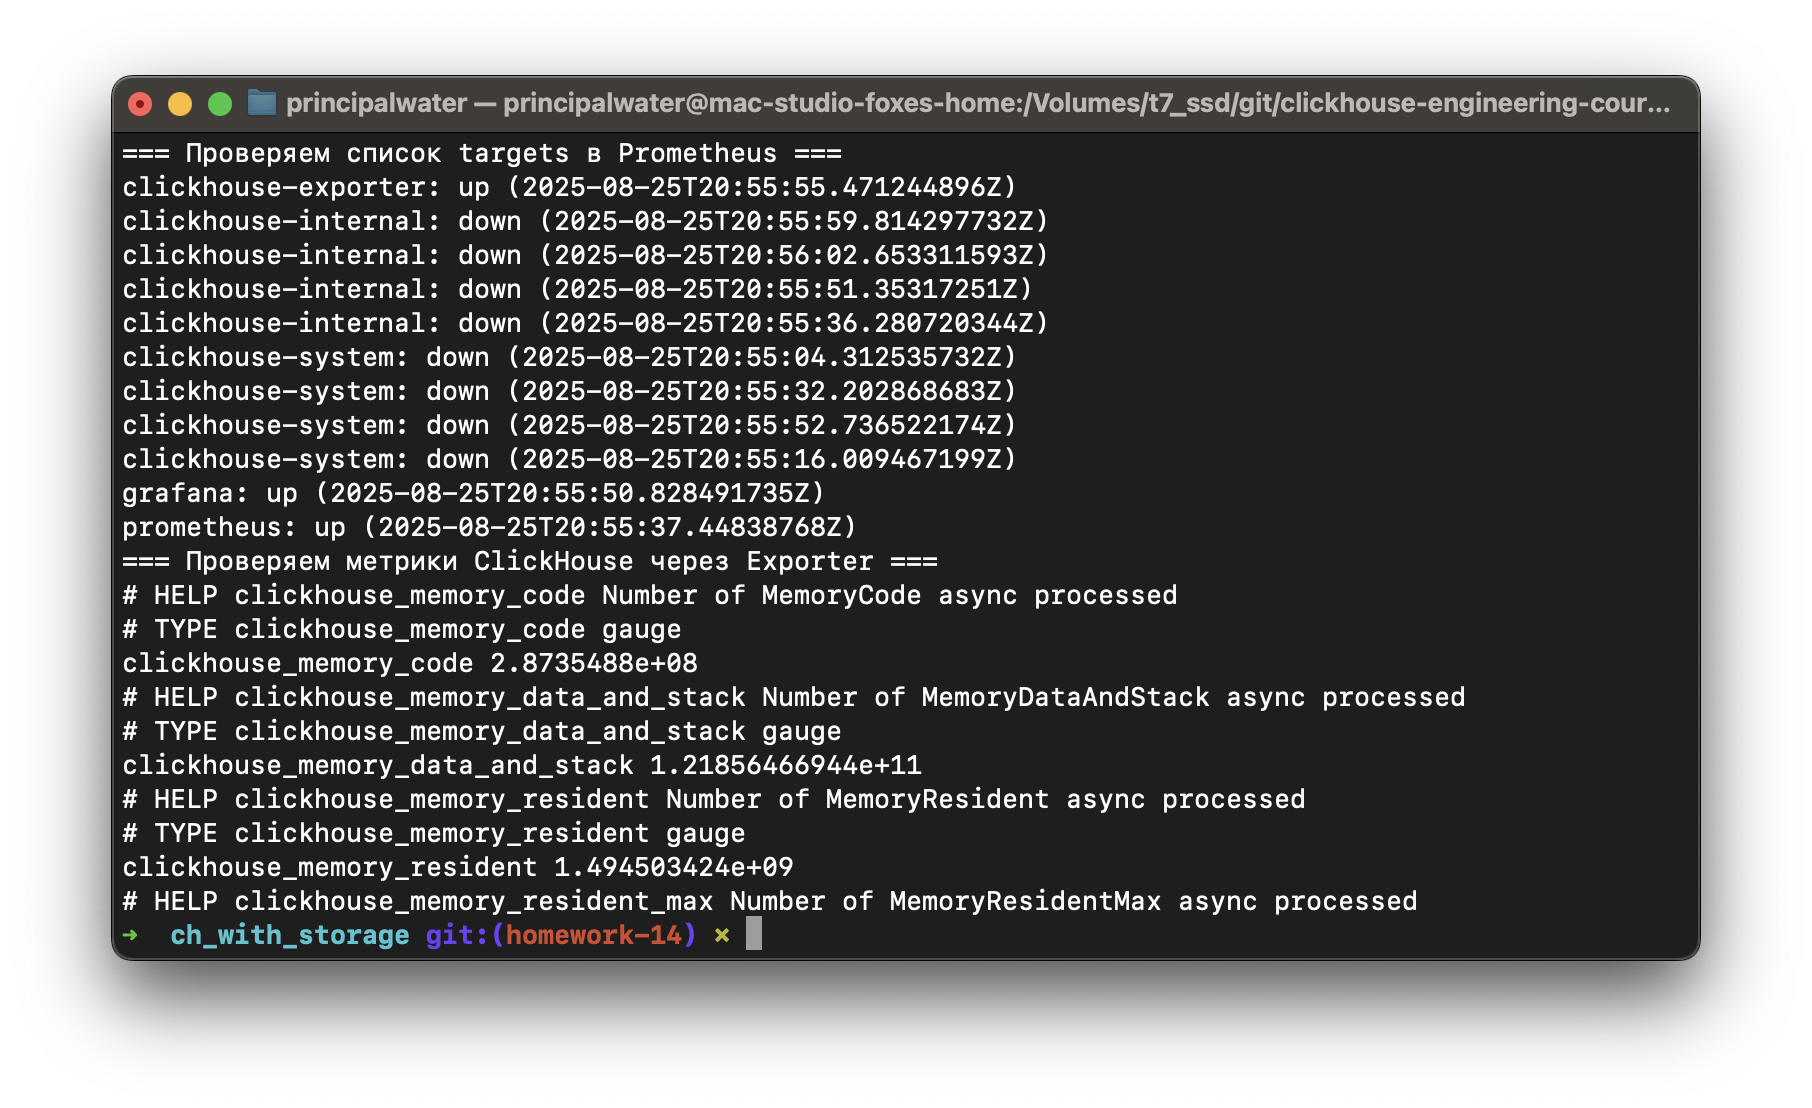 principalwater — principalwater@mac-studio-foxes-home:/Volumes/t7_ssd/git/clickhouse-engineering-cour...
=== Проверяем список targets в Prometheus ===
clickhouse-exporter: up (2025-08-25T20:55:55.471244896Z)
clickhouse-internal: down (2025-08-25T20:55:59.814297732Z)
clickhouse-internal: down (2025-08-25T20:56:02.653311593Z)
clickhouse-internal: down (2025-08-25T20:55:51.35317251Z)
clickhouse-internal: down (2025-08-25T20:55:36.280720344Z)
clickhouse-system: down (2025-08-25T20:55:04.312535732Z)
clickhouse-system: down (2025-08-25T20:55:32.202868683Z)
clickhouse-system: down (2025-08-25T20:55:52.736522174Z)
clickhouse-system: down (2025-08-25T20:55:16.009467199Z)
grafana: up (2025-08-25T20:55:50.828491735Z)
prometheus: up (2025-08-25T20:55:37.44838768Z)
=== Проверяем метрики ClickHouse через Exporter ===
# HELP clickhouse_memory_code Number of MemoryCode async processed
# TYPE clickhouse_memory_code gauge
clickhouse_memory_code 2.8735488e+08
# HELP clickhouse_memory_data_and_stack Number of MemoryDataAndStack async processed
# TYPE clickhouse_memory_data_and_stack gauge
clickhouse_memory_data_and_stack 1.21856466944e+11
# HELP clickhouse_memory_resident Number of MemoryResident async processed
# TYPE clickhouse_memory_resident gauge
clickhouse_memory_resident 1.494503424e+09
# HELP clickhouse_memory_resident_max Number of MemoryResidentMax async processed
➜ ch_with_storage git:(homework-14) ✗